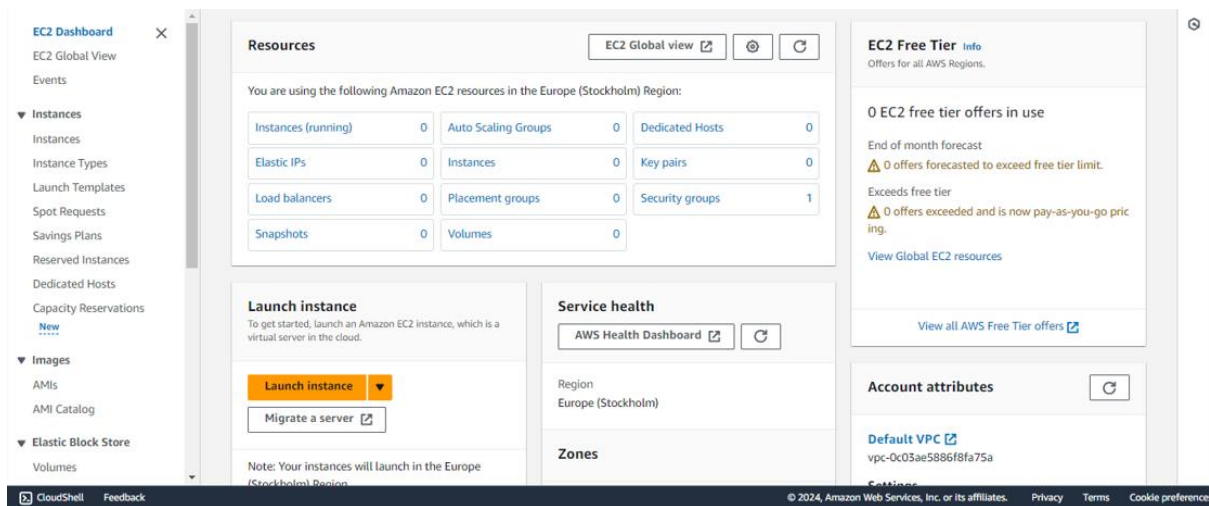 EC2 Dashboard
EC2 Global View
Events
Instances
Instances
Instance Types
Launch Templates
Spot Requests
Savings Plans
Reserved Instances
Dedicated Hosts
Capacity Reservations
New
Images
AMIs
AMI Catalog
Elastic Block Store
Volumes
Resources
EC2 Global view
You are using the following Amazon EC2 resources in the Europe (Stockholm) Region:
Instances (running) 0 Auto Scaling Groups 0 Dedicated Hosts 0
Elastic IPs 0 Instances 0 Key pairs 0
Load balancers 0 Placement groups 0 Security groups 1
Snapshots 0 Volumes 0
Launch instance
To get started, launch an Amazon EC2 instance, which is a
virtual server in the cloud.
Launch instance
Migrate a server
Note: Your instances will launch in the Europe
(Stockholm) Region
Service health
AWS Health Dashboard
Region
Europe (Stockholm)
Zones
EC2 Free Tier Info
Offers for all AWS Regions.
0 EC2 free tier offers in use
End of month forecast
0 offers forecasted to exceed free tier limit.
Exceeds free tier
0 offers exceeded and is now pay-as-you-go pric
ing.
View Global EC2 resources
View all AWS Free Tier offers
Account attributes
Default VPC
vpc-0c03ae5886f8fa75a
Settings
CloudShell Feedback © 2024, Amazon Web Services, Inc. or its affiliates. Privacy Terms Cookie preference